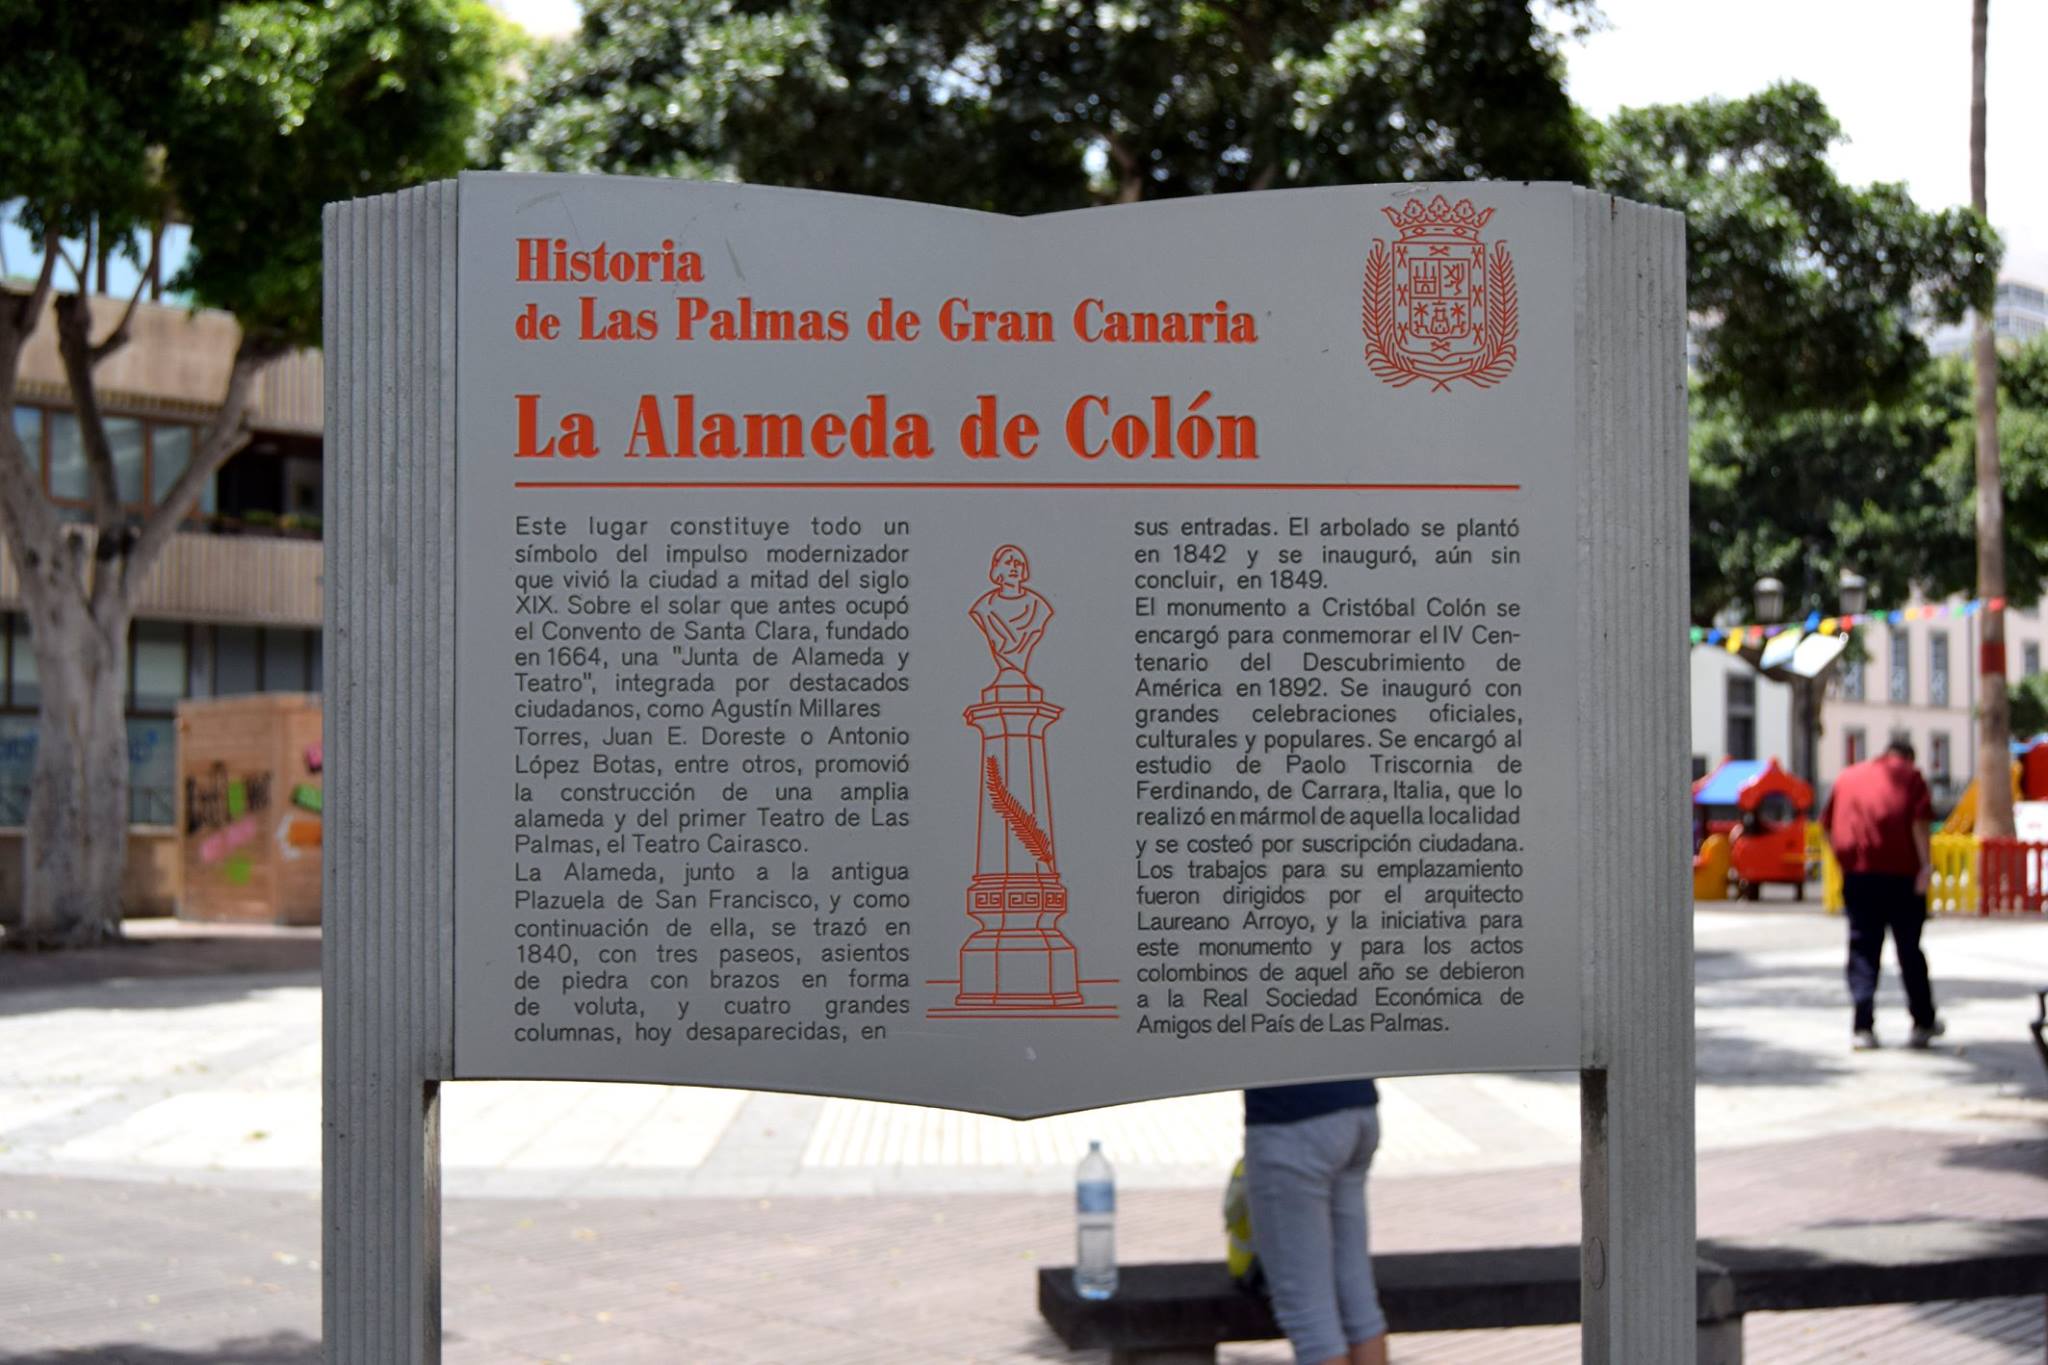 Historia
de Las Palmas de Gran Canaria
La Alameda de Colón
Este lugar constituye todo un
símbolo del impulso modernizador
que vivió la ciudad a mitad del siglo
XIX. Sobre el solar que antes ocupó
el Convento de Santa Clara, fundado
en 1664, una "Junta de Alameda y
Teatro", integrada por destacados
ciudadanos, como Agustín Millares
Torres, Juan E. Doreste o Antonio
López Botas, entre otros, promovió
la construcción de una amplia
alameda y del primer Teatro de Las
Palmas, el Teatro Cairasco.
La Alameda, junto a la antigua
Plazuela de San Francisco, y como
continuación de ella, se trazó en
1840, con tres paseos, asientos
de piedra con brazos en forma
de voluta, y cuatro grandes
columnas, hoy desaparecidas, en
sus entradas. El arbolado se plantó
en 1842 y se inauguró, aún sin
concluir, en 1849.
El monumento a Cristóbal Colón se
encargó para conmemorar el IV Cen-
tenario del Descubrimiento de
América en 1892. Se inauguró con
grandes celebraciones oficiales,
culturales y populares. Se encargó al
estudio de Paolo Triscornia de
Ferdinando, de Carrara, Italia, que lo
realizó en mármol de aquella localidad
y se costeó por suscripción ciudadana.
Los trabajos para su emplazamiento
fueron dirigidos por el arquitecto
Laureano Arroyo, y la iniciativa para
este monumento y para los actos
colombinos de aquel año se debieron
a la Real Sociedad Económica de
Amigos del País de Las Palmas.